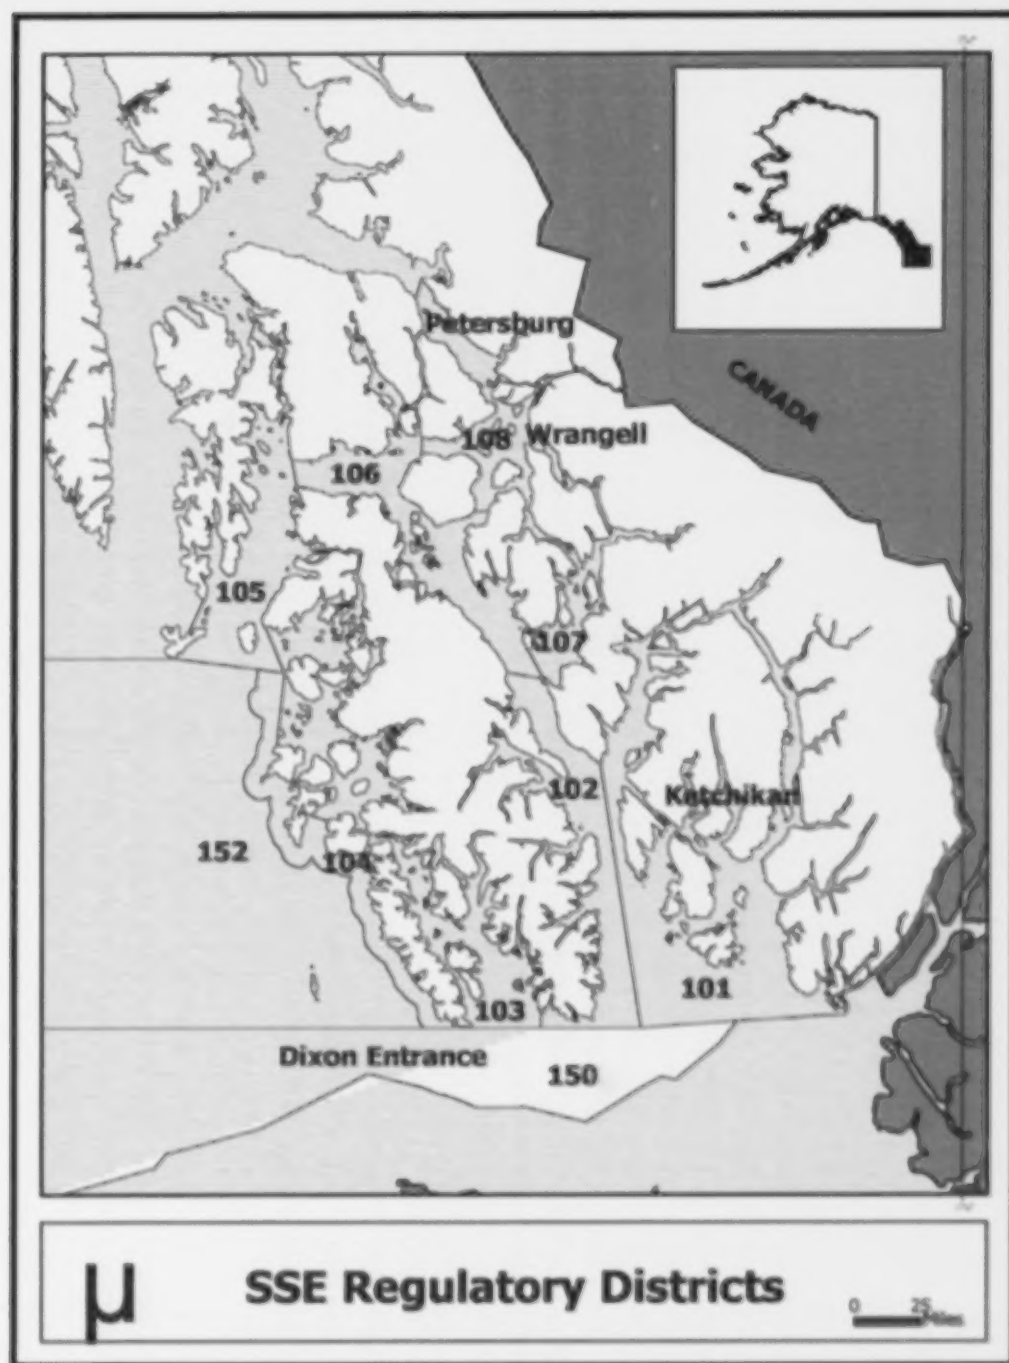 Petersburg
CANADA
108 Wrangell
106
105
107
102
Ketchikan
152
104
101
103
Dixon Entrance
150
µ
SSE Regulatory Districts
0 25
Miles